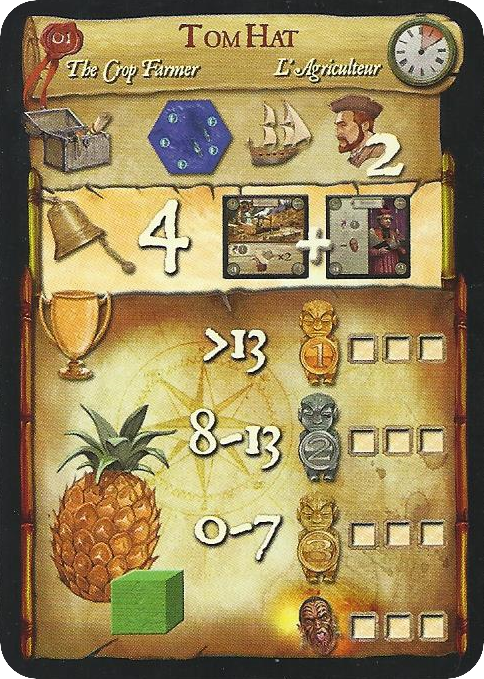 01
TOM HAT
The Crop Farmer
L'Agriculteur
2
4
x2
+
>13
1
8-13
2
0-7
3